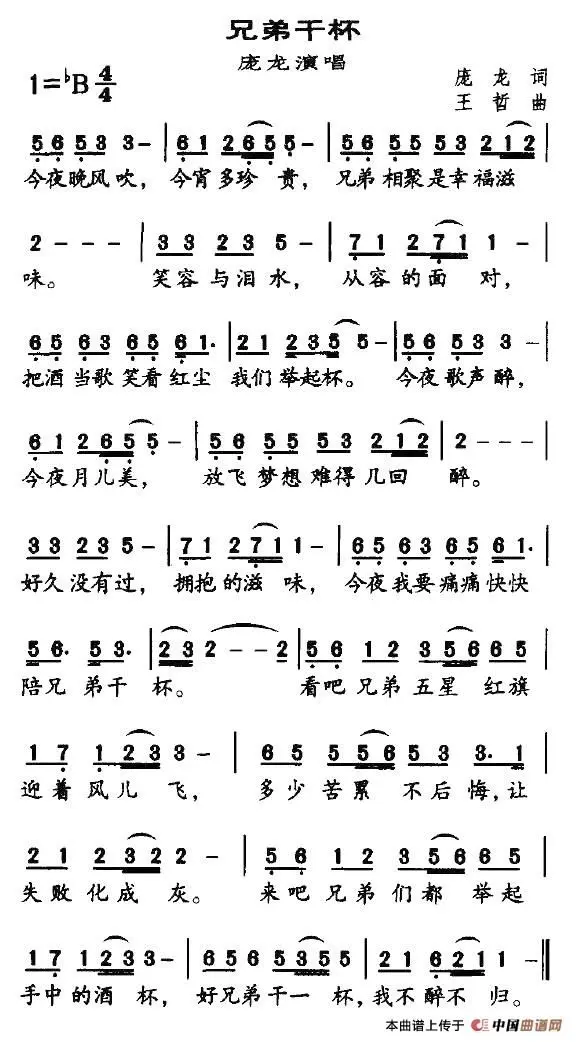 兄弟干杯
庞龙演唱
1=♭B 4/4
庞 龙 词
王 哲 曲
5 6 5 3 3 - | 6 1 2 6 5 5 - | 5 6 5 5 5 3 2 1 2 |
今夜晚风吹，今宵多珍 贵，兄弟相聚是幸福滋
2 - - - | 3 3 2 3 5 - | 7 1 2 7 1 1 - |
味。 笑容与泪水，从容的面 对，
6 5 6 3 6 5 6 1. | 2 1 2 3 5 5 - | 5 6 5 3 3 - |
把酒当歌笑看红尘 我们举起杯。 今夜歌声醉，
6 1 2 6 5 5 - | 5 6 5 5 5 3 2 1 2 | 2 - - - |
今夜月儿美， 放飞梦想难得几回 醉。
3 3 2 3 5 - | 7 1 2 7 1 1 - | 6 5 6 3 6 5 6 1. |
好久没有过，拥抱的滋 味，今夜我要痛痛快快
5 6. 5 3. | 2 3 2 - - 2 | 5 6 1 2 3 5 6 6 5 |
陪兄 弟干 杯。 看吧兄弟五星 红旗
1 7 1 2 3 3 - | 6 5 5 5 6 5 3 3. 1 |
迎着风儿 飞， 多少苦累 不后悔，让
2 1 2 3 2 2 - | 5 6 1 2 3 5 6 6 5 |
失败化成 灰。 来吧兄弟们都 举起
1 7 1 2 3 3 - | 6 5 6 5 3 5 5 | 2 1 6 2 1 1 - ‖
手中的酒 杯，好兄弟干一 杯，我不醉不 归。
本曲谱上传于 中国曲谱网